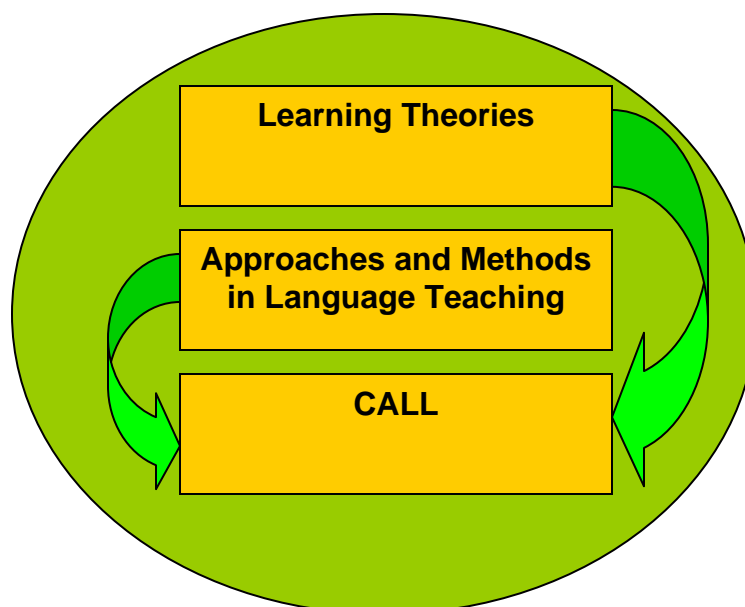 Learning Theories
Approaches and Methods
in Language Teaching
CALL